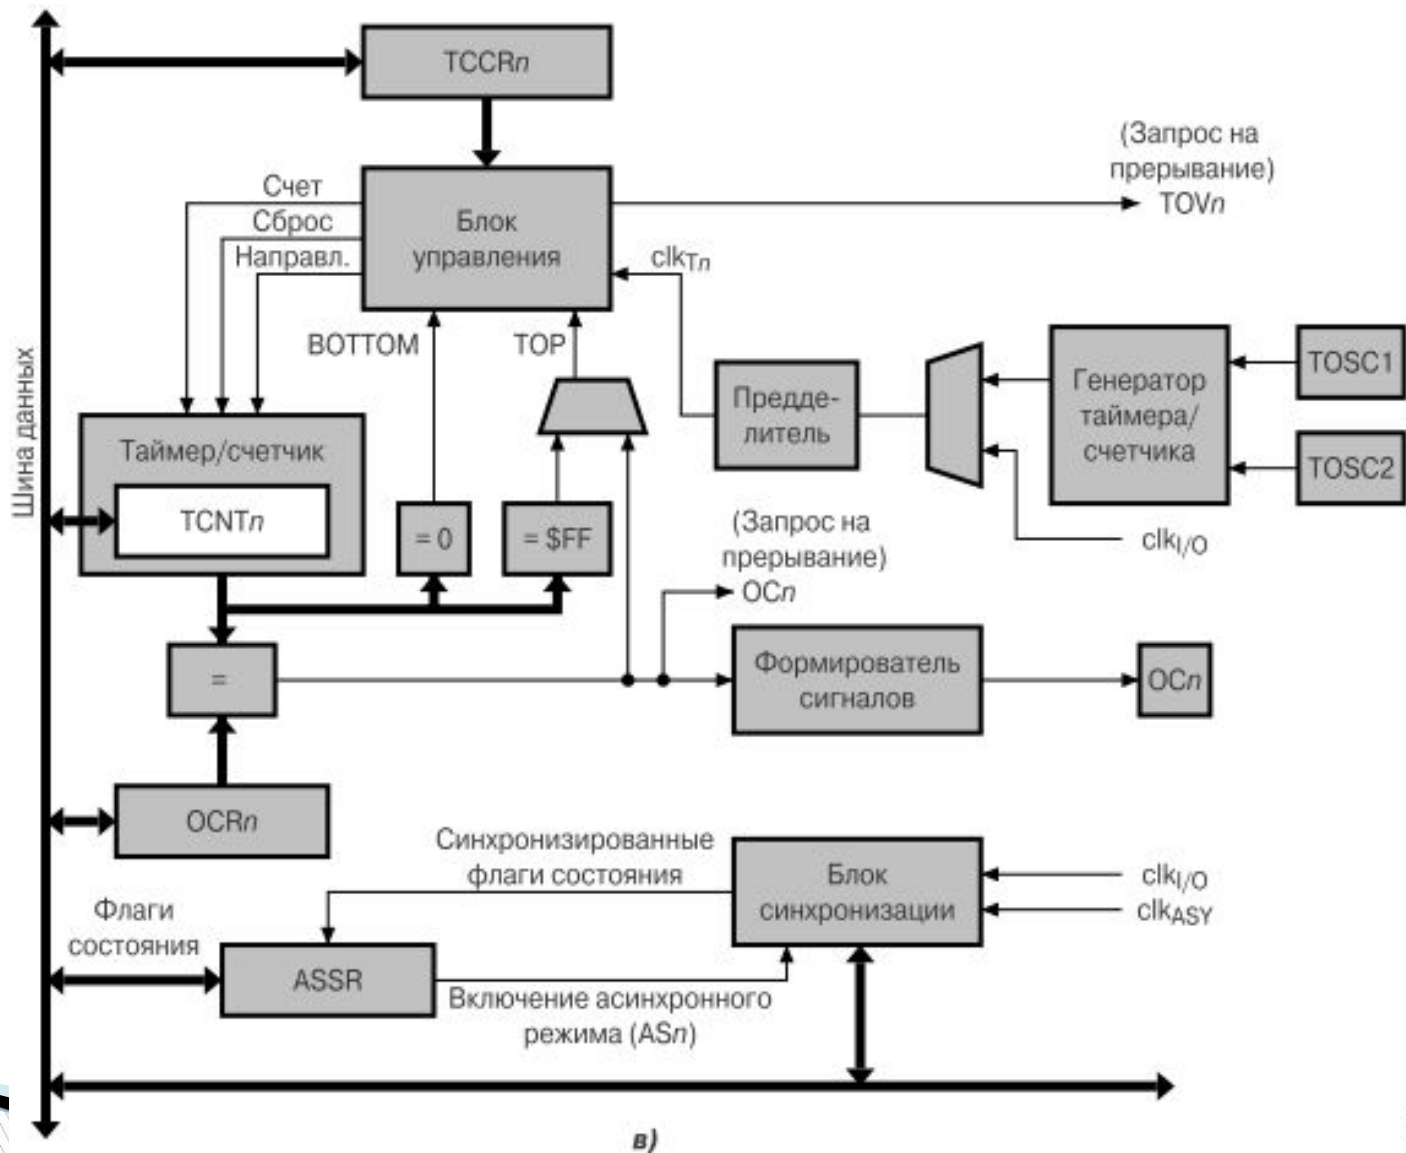 TCCRn
(Запрос на
прерывание)
TOVn
Счет
Сброс
Направл.
Блок
управления
clkTn
BOTTOM
TOP
Шина данных
Таймер/счетчик
TCNTn
= 0
= $FF
Предде-
литель
Генератор
таймера/
счетчика
TOSC1
TOSC2
clkI/O
(Запрос на
прерывание)
OCn
=
Формирователь
сигналов
OCn
OCRn
Синхронизированные
флаги состояния
Блок
синхронизации
clkI/O
clkASY
Флаги
состояния
ASSR
Включение асинхронного
режима (ASn)
в)